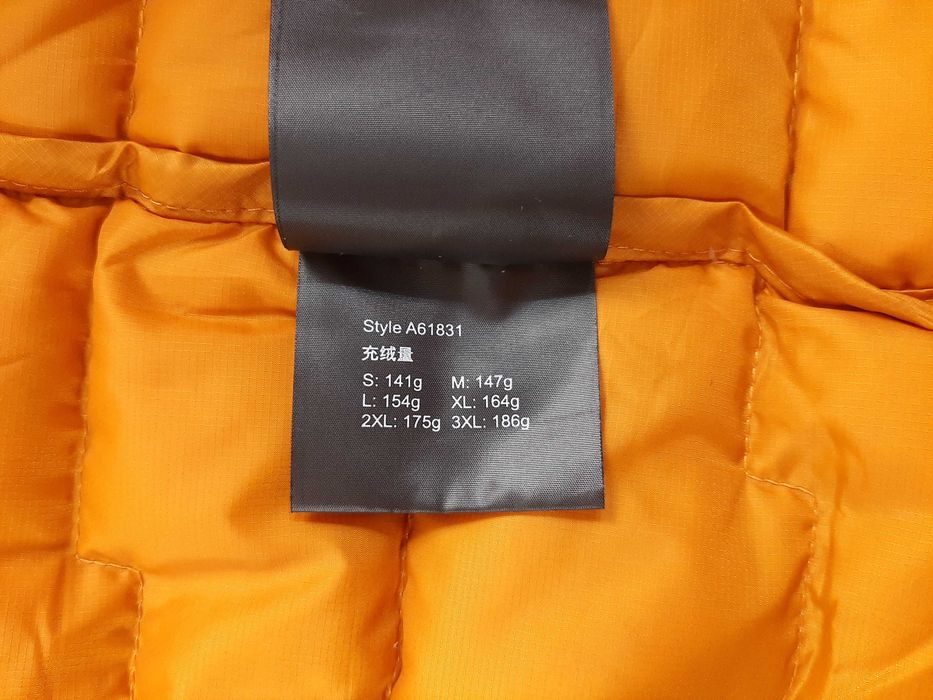 Style A61831
充绒量
S: 141g M: 147g
L: 154g XL: 164g
2XL: 175g 3XL: 186g